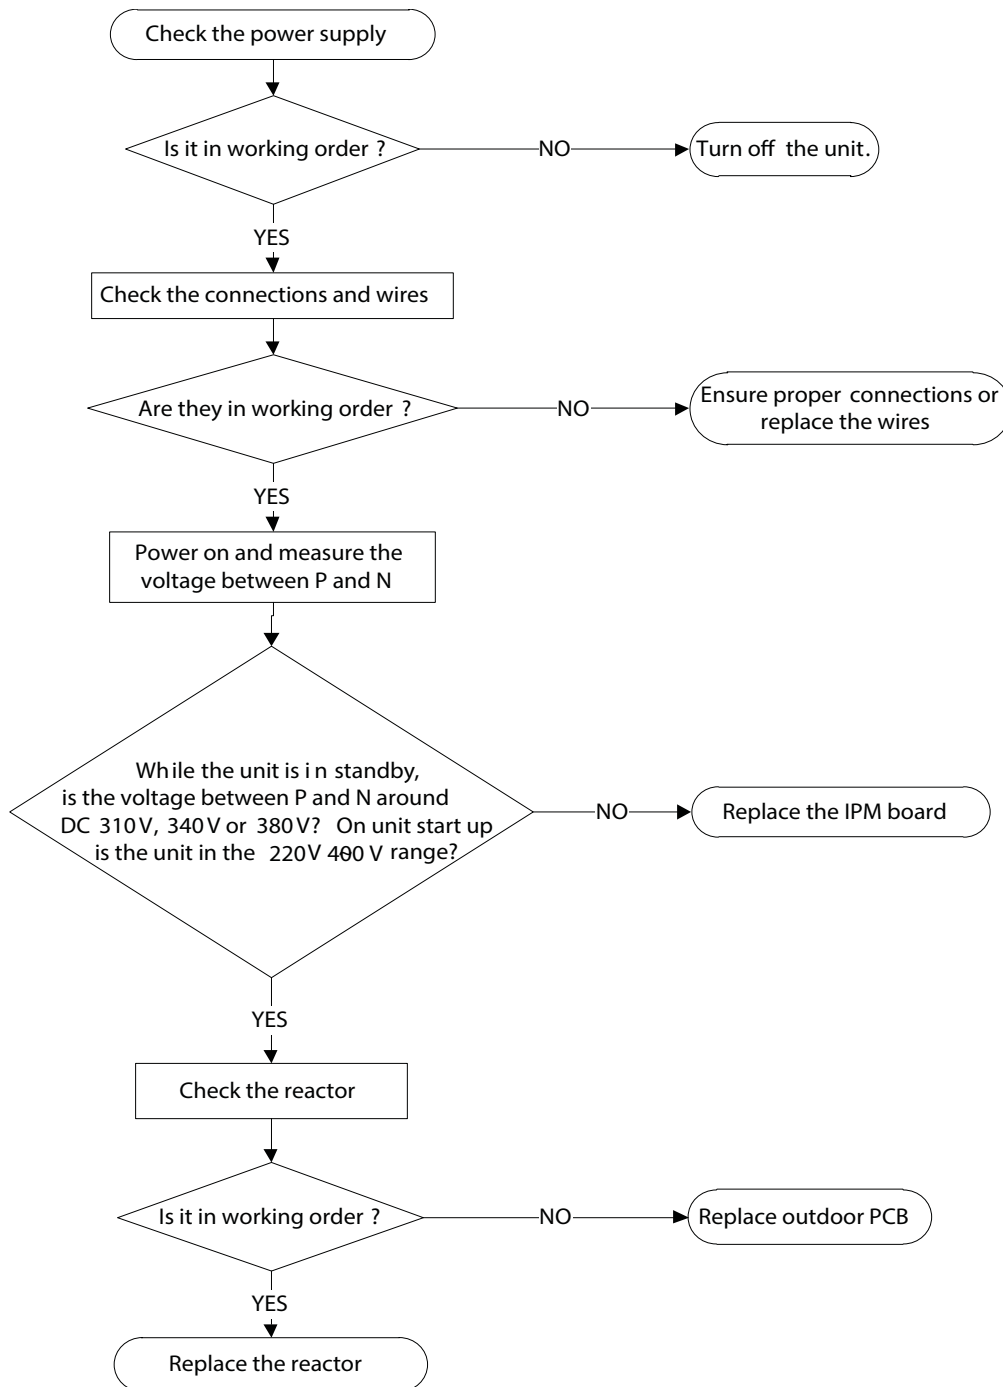 Check the power supply
Is it in working order ?
NO
Turn off the unit.
YES
Check the connections and wires
Are they in working order ?
NO
Ensure proper connections or
replace the wires
YES
Power on and measure the
voltage between P and N
While the unit is in standby,
is the voltage between P and N around
DC 310V, 340V or 380V? On unit start up
is the unit in the 220V 400V range?
NO
Replace the IPM board
YES
Check the reactor
Is it in working order ?
NO
Replace outdoor PCB
YES
Replace the reactor